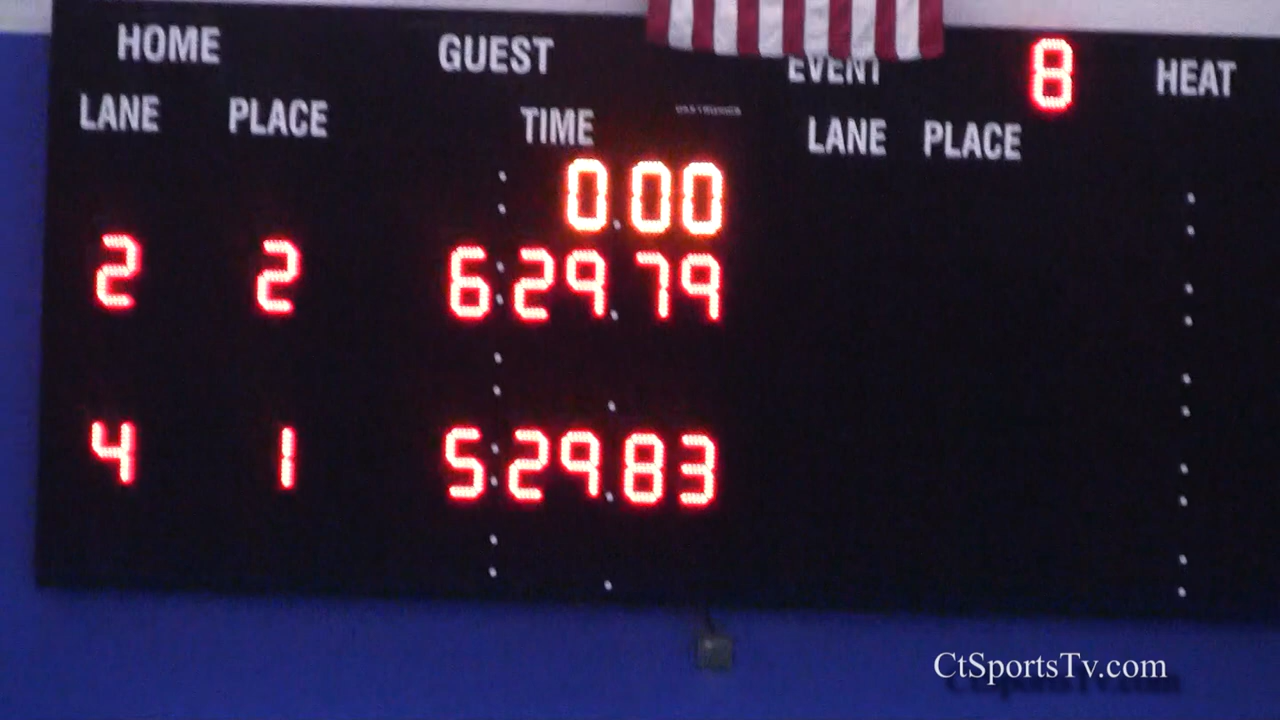 HOME GUEST EVENT 8 HEAT
LANE PLACE TIME LANE PLACE
0.00
2 2 6:29.79
4 1 5:29.83
CtSportsTv.com